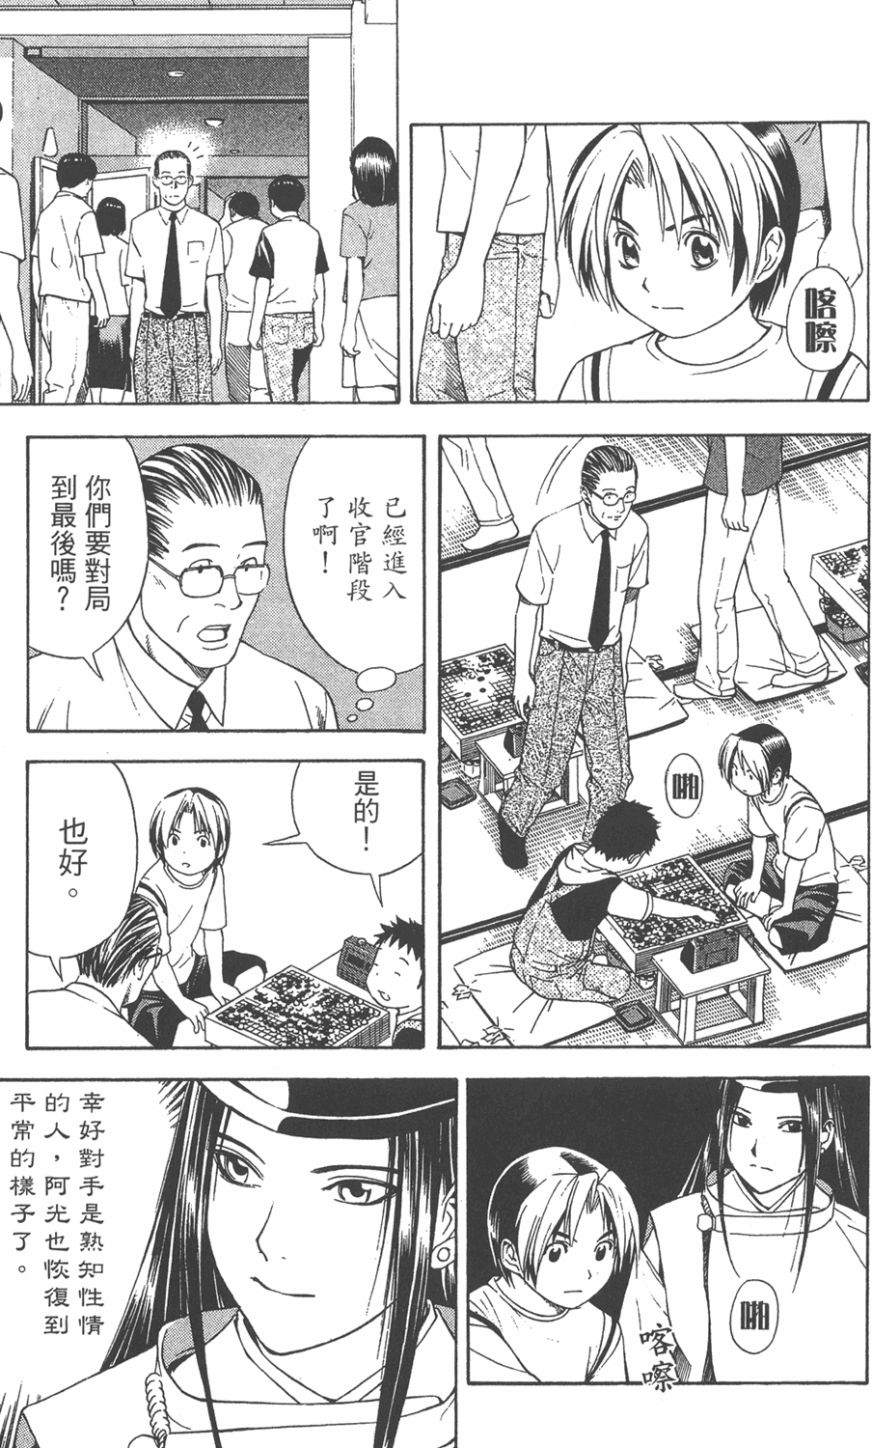 喀嚓
啪
已經進入
收官階段
了啊！
你們要對局
到最後嗎？
是的！
也好。
啪
喀嚓
幸好對手是熟知性情
的人，阿光也恢復到
平常的樣子了。